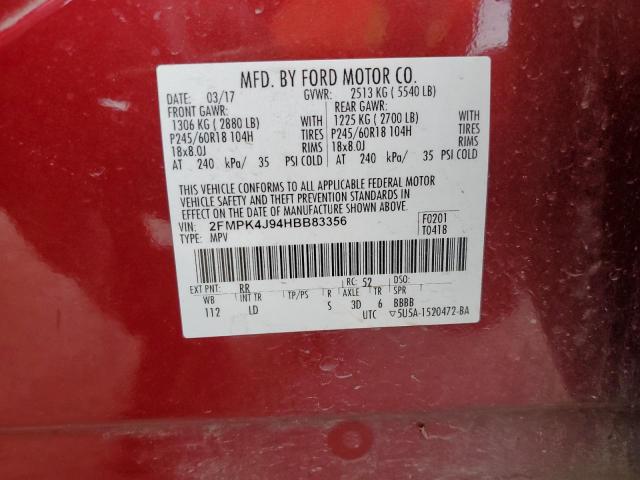 MFD. BY FORD MOTOR CO.
DATE: 03/17 GVWR: 2513 KG ( 5540 LB)
FRONT GAWR: REAR GAWR:
1306 KG ( 2880 LB) WITH 1225 KG ( 2700 LB) WITH
P245/60R18 104H TIRES P245/60R18 104H TIRES
18x8.0J RIMS 18x8.0J RIMS
AT 240 kPa/ 35 PSI COLD AT 240 kPa/ 35 PSI COLD
THIS VEHICLE CONFORMS TO ALL APPLICABLE FEDERAL MOTOR
VEHICLE SAFETY AND THEFT PREVENTION STANDARDS IN
EFFECT ON THE DATE OF MANUFACTURE SHOWN ABOVE.
VIN: 2FMPK4J94HBB83356 F0201
TYPE: MPV T0418
EXT PNT: RR RC: 52 DSO:
WB INT TR TP/PS R AXLE TR SPR
112 LD S 3D 6 BBBB
UTC ▽5U5A-1520472-BA